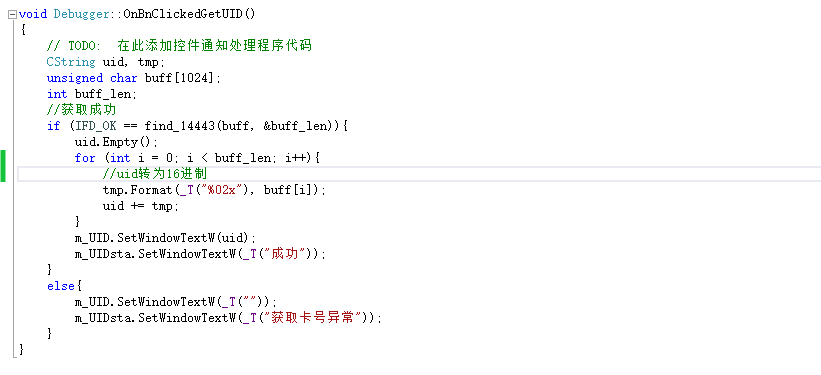 void Debugger::OnBnClickedGetUID()
{
    // TODO:  在此添加控件通知处理程序代码
    CString uid, tmp;
    unsigned char buff[1024];
    int buff_len;
    //获取成功
    if (IFD_OK == find_14443(buff, &buff_len)){
        uid.Empty();
        for (int i = 0; i < buff_len; i++){
            //uid转为16进制
            tmp.Format(_T("%02x"), buff[i]);
            uid += tmp;
        }
        m_UID.SetWindowTextW(uid);
        m_UIDsta.SetWindowTextW(_T("成功"));
    }
    else{
        m_UID.SetWindowTextW(_T(""));
        m_UIDsta.SetWindowTextW(_T("获取卡号异常"));
    }
}